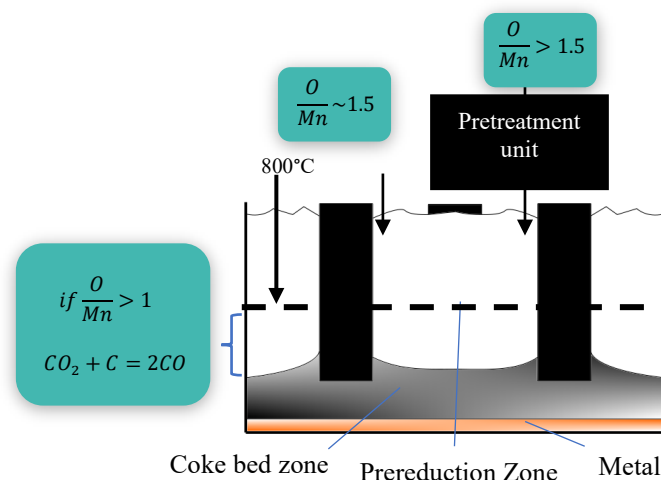 O/Mn > 1.5
O/Mn ~1.5
Pretreatment
unit
800°C
if O/Mn > 1
CO₂ + C = 2CO
Coke bed zone
Prereduction Zone
Metal